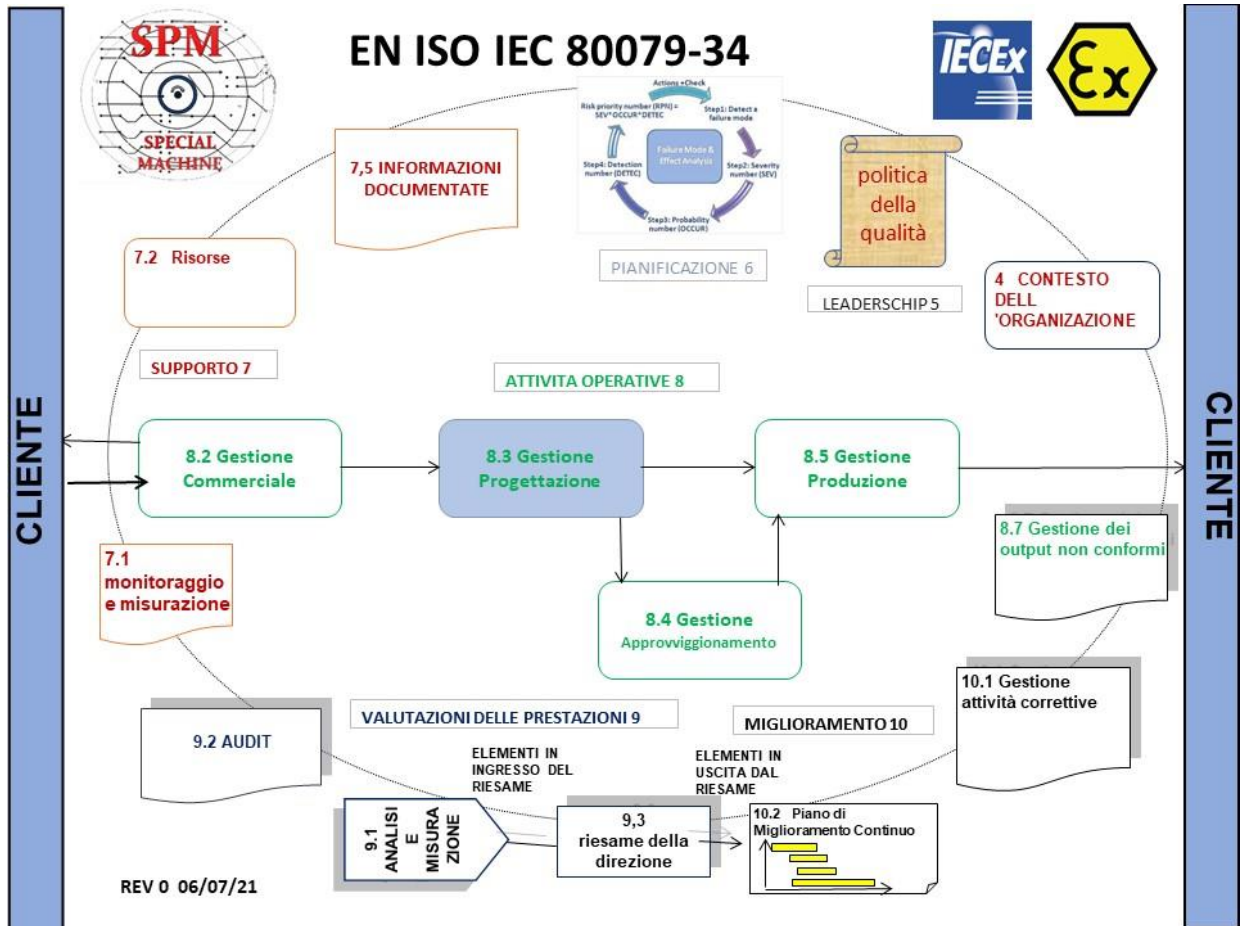 SPM
SPECIAL
MACHINE
EN ISO IEC 80079-34
IECEx
Ex
Actions +Check
Risk priority number (RPN) =
SEV*OCCUR*DETEC
Step1: Detect a
failure mode
Failure Mode &
Effect Analysis
Step4: Detection
number (DETEC)
Step2: Severity
number (SEV)
Step3: Probability
number (OCCUR)
7,5 INFORMAZIONI
DOCUMENTATE
politica
della
qualità
7.2 Risorse
PIANIFICAZIONE 6
LEADERSCHIP 5
4 CONTESTO
DELL
'ORGANIZAZIONE
SUPPORTO 7
ATTIVITA OPERATIVE 8
CLIENTE
8.2 Gestione
Commerciale
8.3 Gestione
Progettazione
8.5 Gestione
Produzione
CLIENTE
7.1
monitoraggio
e misurazione
8.7 Gestione dei
output non conformi
8.4 Gestione
Approvviggionamento
10.1 Gestione
attività correttive
9.2 AUDIT
VALUTAZIONI DELLE PRESTAZIONI 9
MIGLIORAMENTO 10
ELEMENTI IN
INGRESSO DEL
RIESAME
ELEMENTI IN
USCITA DAL
RIESAME
9.1
ANALISI
E
MISURA
ZIONE
9,3
riesame della
direzione
10.2 Piano di
Miglioramento Continuo
REV 0 06/07/21